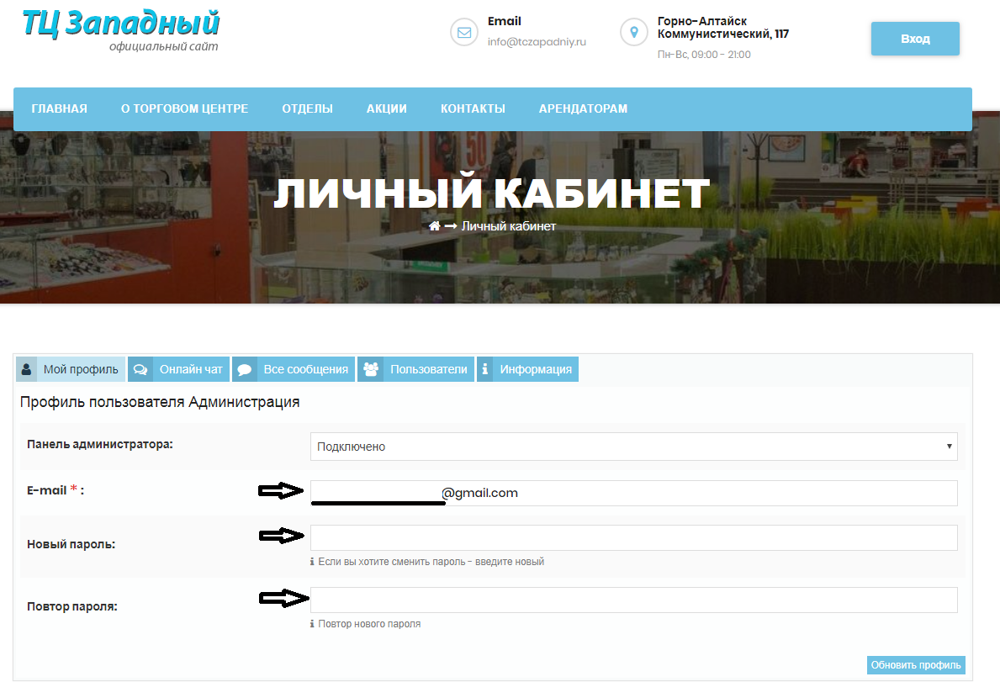 ТЦ Западный
официальный сайт
Email
info@tczapadniy.ru
Горно-Алтайск
Коммунистический, 117
Пн-Вс, 09:00 - 21:00
Вход
ГЛАВНАЯ О ТОРГОВОМ ЦЕНТРЕ ОТДЕЛЫ АКЦИИ КОНТАКТЫ АРЕНДАТОРАМ
50
ЛИЧНЫЙ КАБИНЕТ
Личный кабинет
Мой профиль Онлайн чат Все сообщения Пользователи Информация
Профиль пользователя Администрация
Панель администратора: Подключено
E-mail * : @gmail.com
Новый пароль:
Если вы хотите сменить пароль - введите новый
Повтор пароля:
Повтор нового пароля
Обновить профиль